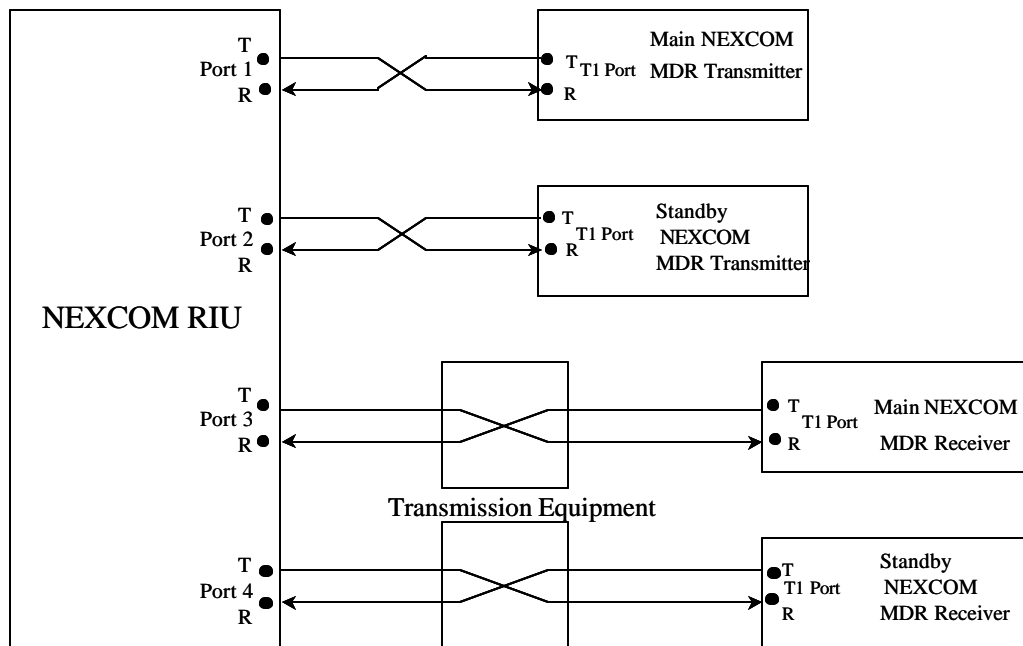 T
Port 1
R
T
T1 Port
R
Main NEXCOM
MDR Transmitter
T
Port 2
R
T
T1 Port
R
Standby
NEXCOM
MDR Transmitter
NEXCOM RIU
T
Port 3
R
T
T1 Port
R
Main NEXCOM
MDR Receiver
Transmission Equipment
T
Port 4
R
T
T1 Port
R
Standby
NEXCOM
MDR Receiver